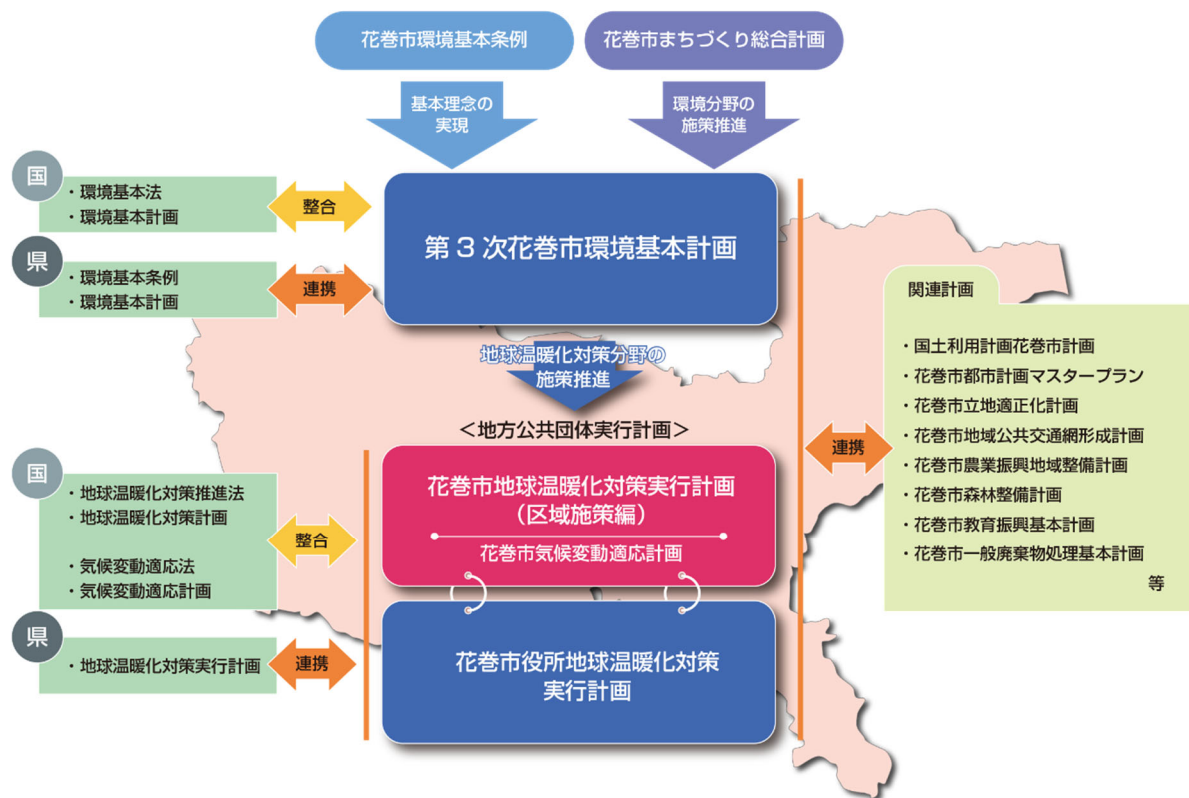 花巻市環境基本条例
花巻市まちづくり総合計画
基本理念の
実現
環境分野の
施策推進
国
・環境基本法
・環境基本計画
整合
県
・環境基本条例
・環境基本計画
連携
第3次花巻市環境基本計画
地球温暖化対策分野の
施策推進
＜地方公共団体実行計画＞
国
・地球温暖化対策推進法
・地球温暖化対策計画
・気候変動適応法
・気候変動適応計画
整合
県
・地球温暖化対策実行計画
連携
花巻市地球温暖化対策実行計画
（区域施策編）
花巻市気候変動適応計画
花巻市役所地球温暖化対策
実行計画
連携
関連計画
・国土利用計画花巻市計画
・花巻市都市計画マスタープラン
・花巻市立地適正化計画
・花巻市地域公共交通網形成計画
・花巻市農業振興地域整備計画
・花巻市森林整備計画
・花巻市教育振興基本計画
・花巻市一般廃棄物処理基本計画
等